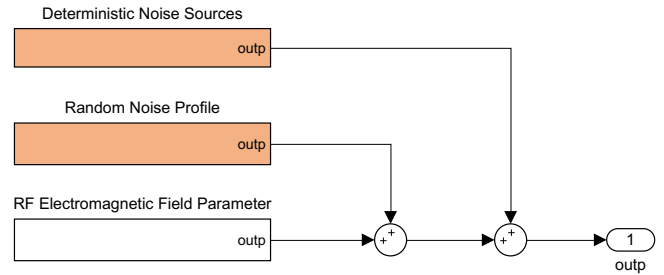 Deterministic Noise Sources
outp
Random Noise Profile
outp
RF Electromagnetic Field Parameter
outp
+
+
+
+
1
outp